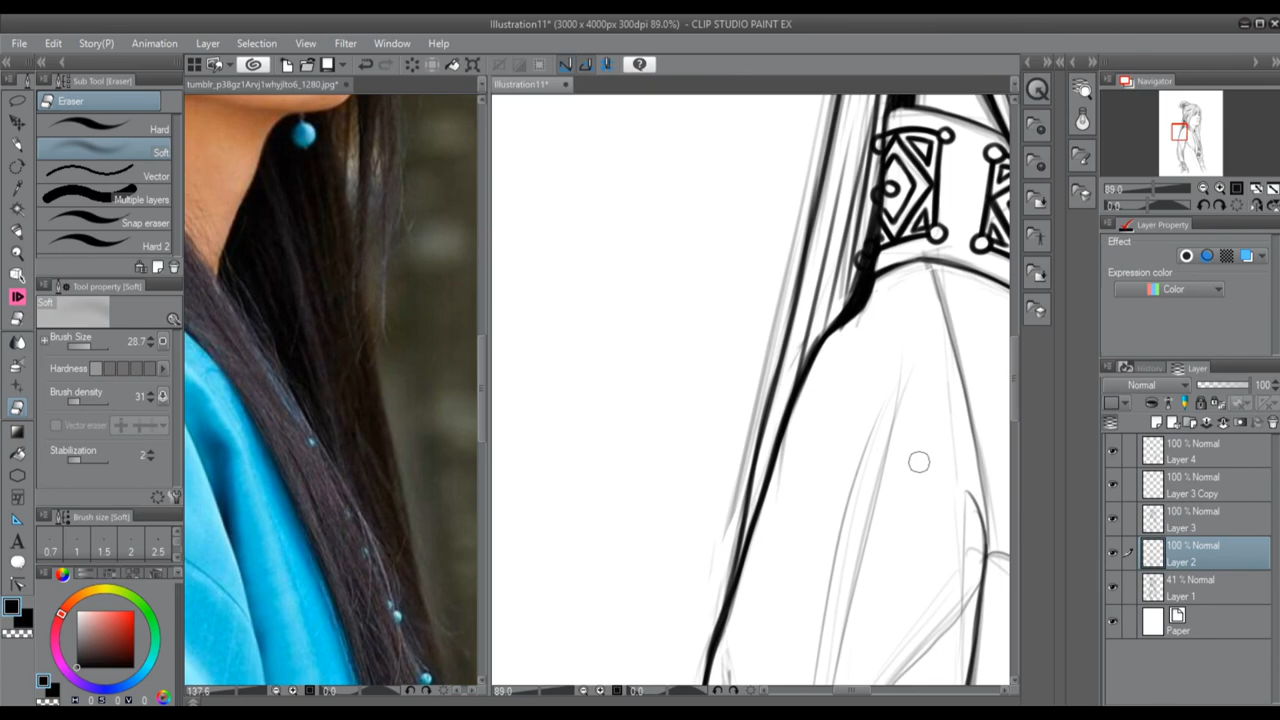 Illustration11* (3000 x 4000px 300dpi 89.0%) - CLIP STUDIO PAINT EX
File Edit Story(P) Animation Layer Selection View Filter Window Help
Sub Tool [Eraser]
Eraser
Hard
Soft
Vector
Multiple layers
Snap eraser
Hard 2
Tool property [Soft]
Soft
Brush Size 28.7
Hardness
Brush density 31
Vector eraser
Stabilization 2
Brush size [Soft]
0.7 1 1.5 2 2.5
H 0 S 0 V 0
tumblr_p38gz1Arvj1whyjlto6_1280.jpg*
Illustration11*
137.6 0.0
89.0 0.0
Navigator
89.0
0.0
Layer Property
Effect
Expression color
Color
History Layer
Normal 100
100 % Normal
Layer 4
100 % Normal
Layer 3 Copy
100 % Normal
Layer 3
100 % Normal
Layer 2
41 % Normal
Layer 1
Paper